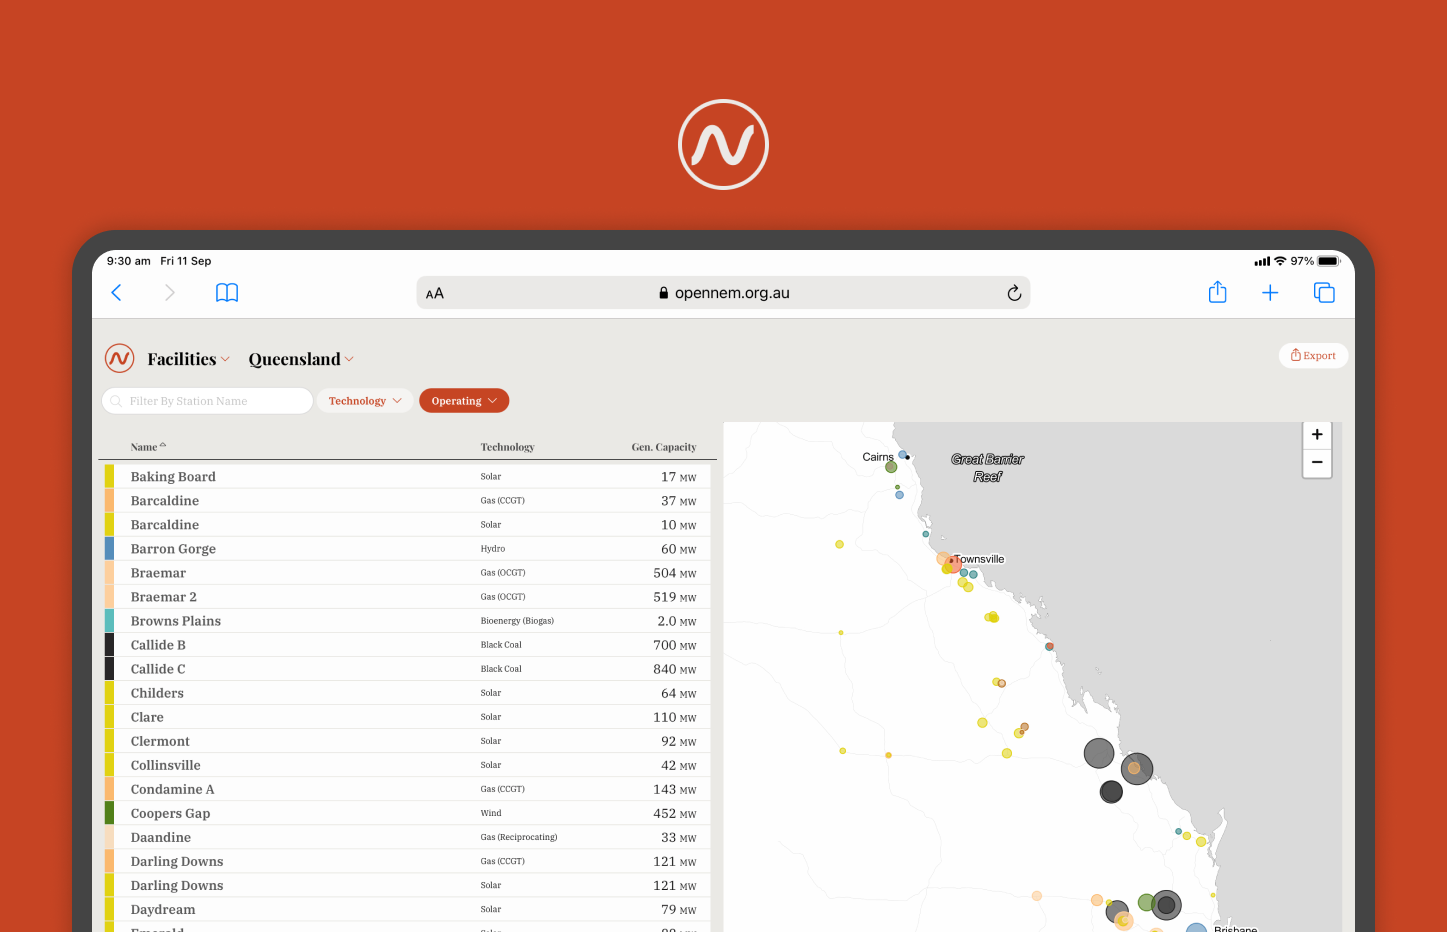 9:30 am Fri 11 Sep
97%
AA
opennem.org.au
Facilities Queensland
Export
Filter By Station Name
Technology
Operating
Name Technology Gen. Capacity
Baking Board Solar 17 MW
Barcaldine Gas (CCGT) 37 MW
Barcaldine Solar 10 MW
Barron Gorge Hydro 60 MW
Braemar Gas (OCGT) 504 MW
Braemar 2 Gas (OCGT) 519 MW
Browns Plains Bioenergy (Biogas) 2.0 MW
Callide B Black Coal 700 MW
Callide C Black Coal 840 MW
Childers Solar 64 MW
Clare Solar 110 MW
Clermont Solar 92 MW
Collinsville Solar 42 MW
Condamine A Gas (CCGT) 143 MW
Coopers Gap Wind 452 MW
Daandine Gas (Reciprocating) 33 MW
Darling Downs Gas (CCGT) 121 MW
Darling Downs Solar 121 MW
Daydream Solar 79 MW
Cairns
Great Barrier
Reef
+
−
Townsville
Brisbane